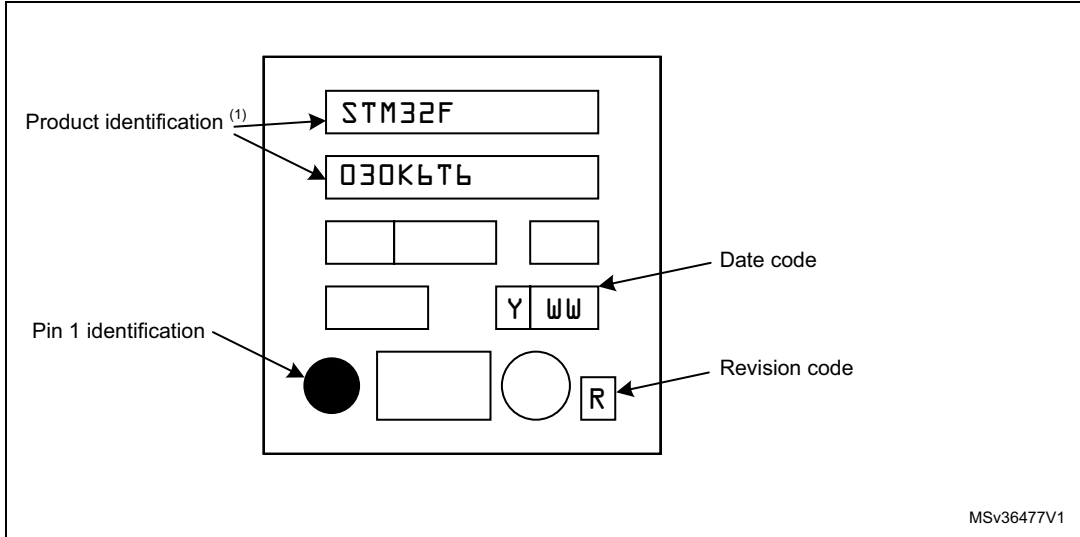 STM32F
Product identification (1)
030K6T6
Date code
Y WW
Pin 1 identification
Revision code
R
MSv36477V1